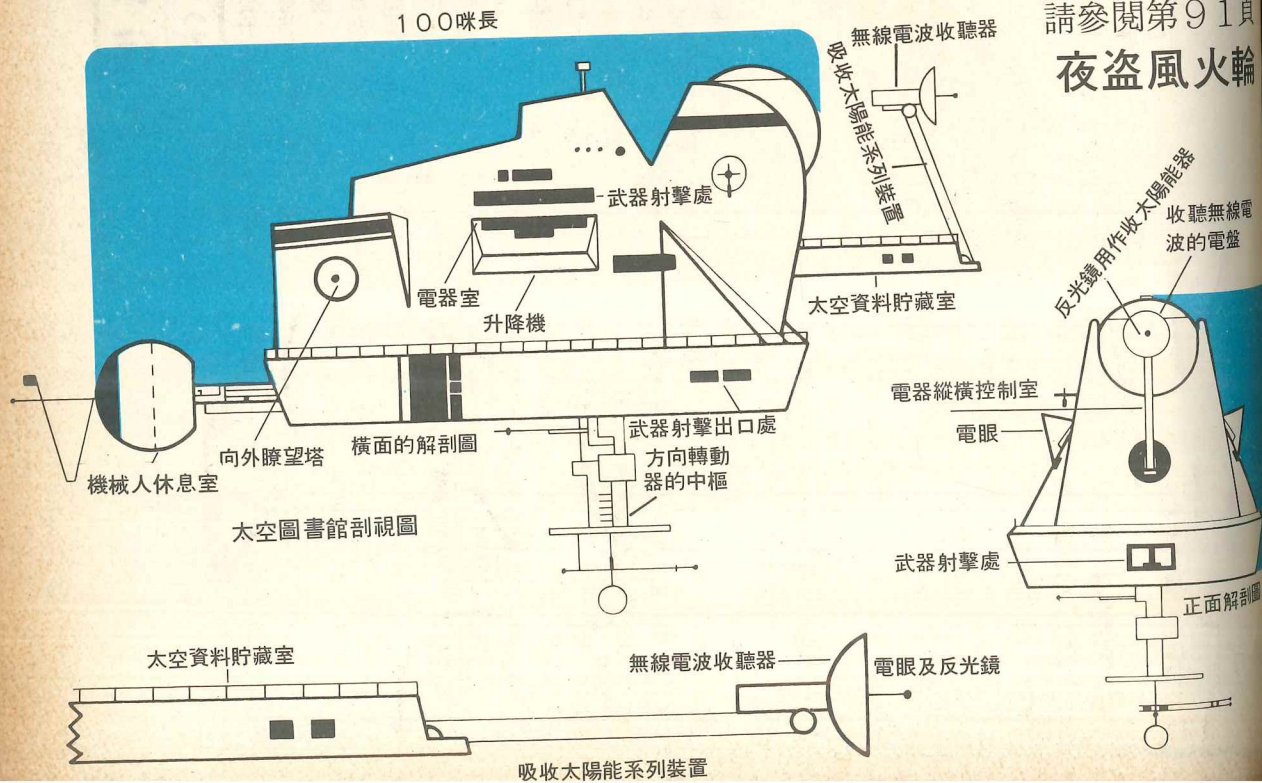 100咪長
請參閱第91頁
夜盜風火輪
無線電波收聽器
吸收太陽能系列裝置
武器射擊處
電器室
升降機
太空資料貯藏室
反光鏡用作收太陽能器
收聽無線電
波的電盤
電器縱橫控制室
電眼
武器射擊出口處
橫面的解剖圖
向外瞭望塔
機械人休息室
方向轉動
器的中樞
太空圖書館剖視圖
武器射擊處
正面解剖圖
太空資料貯藏室
無線電波收聽器
電眼及反光鏡
吸收太陽能系列裝置